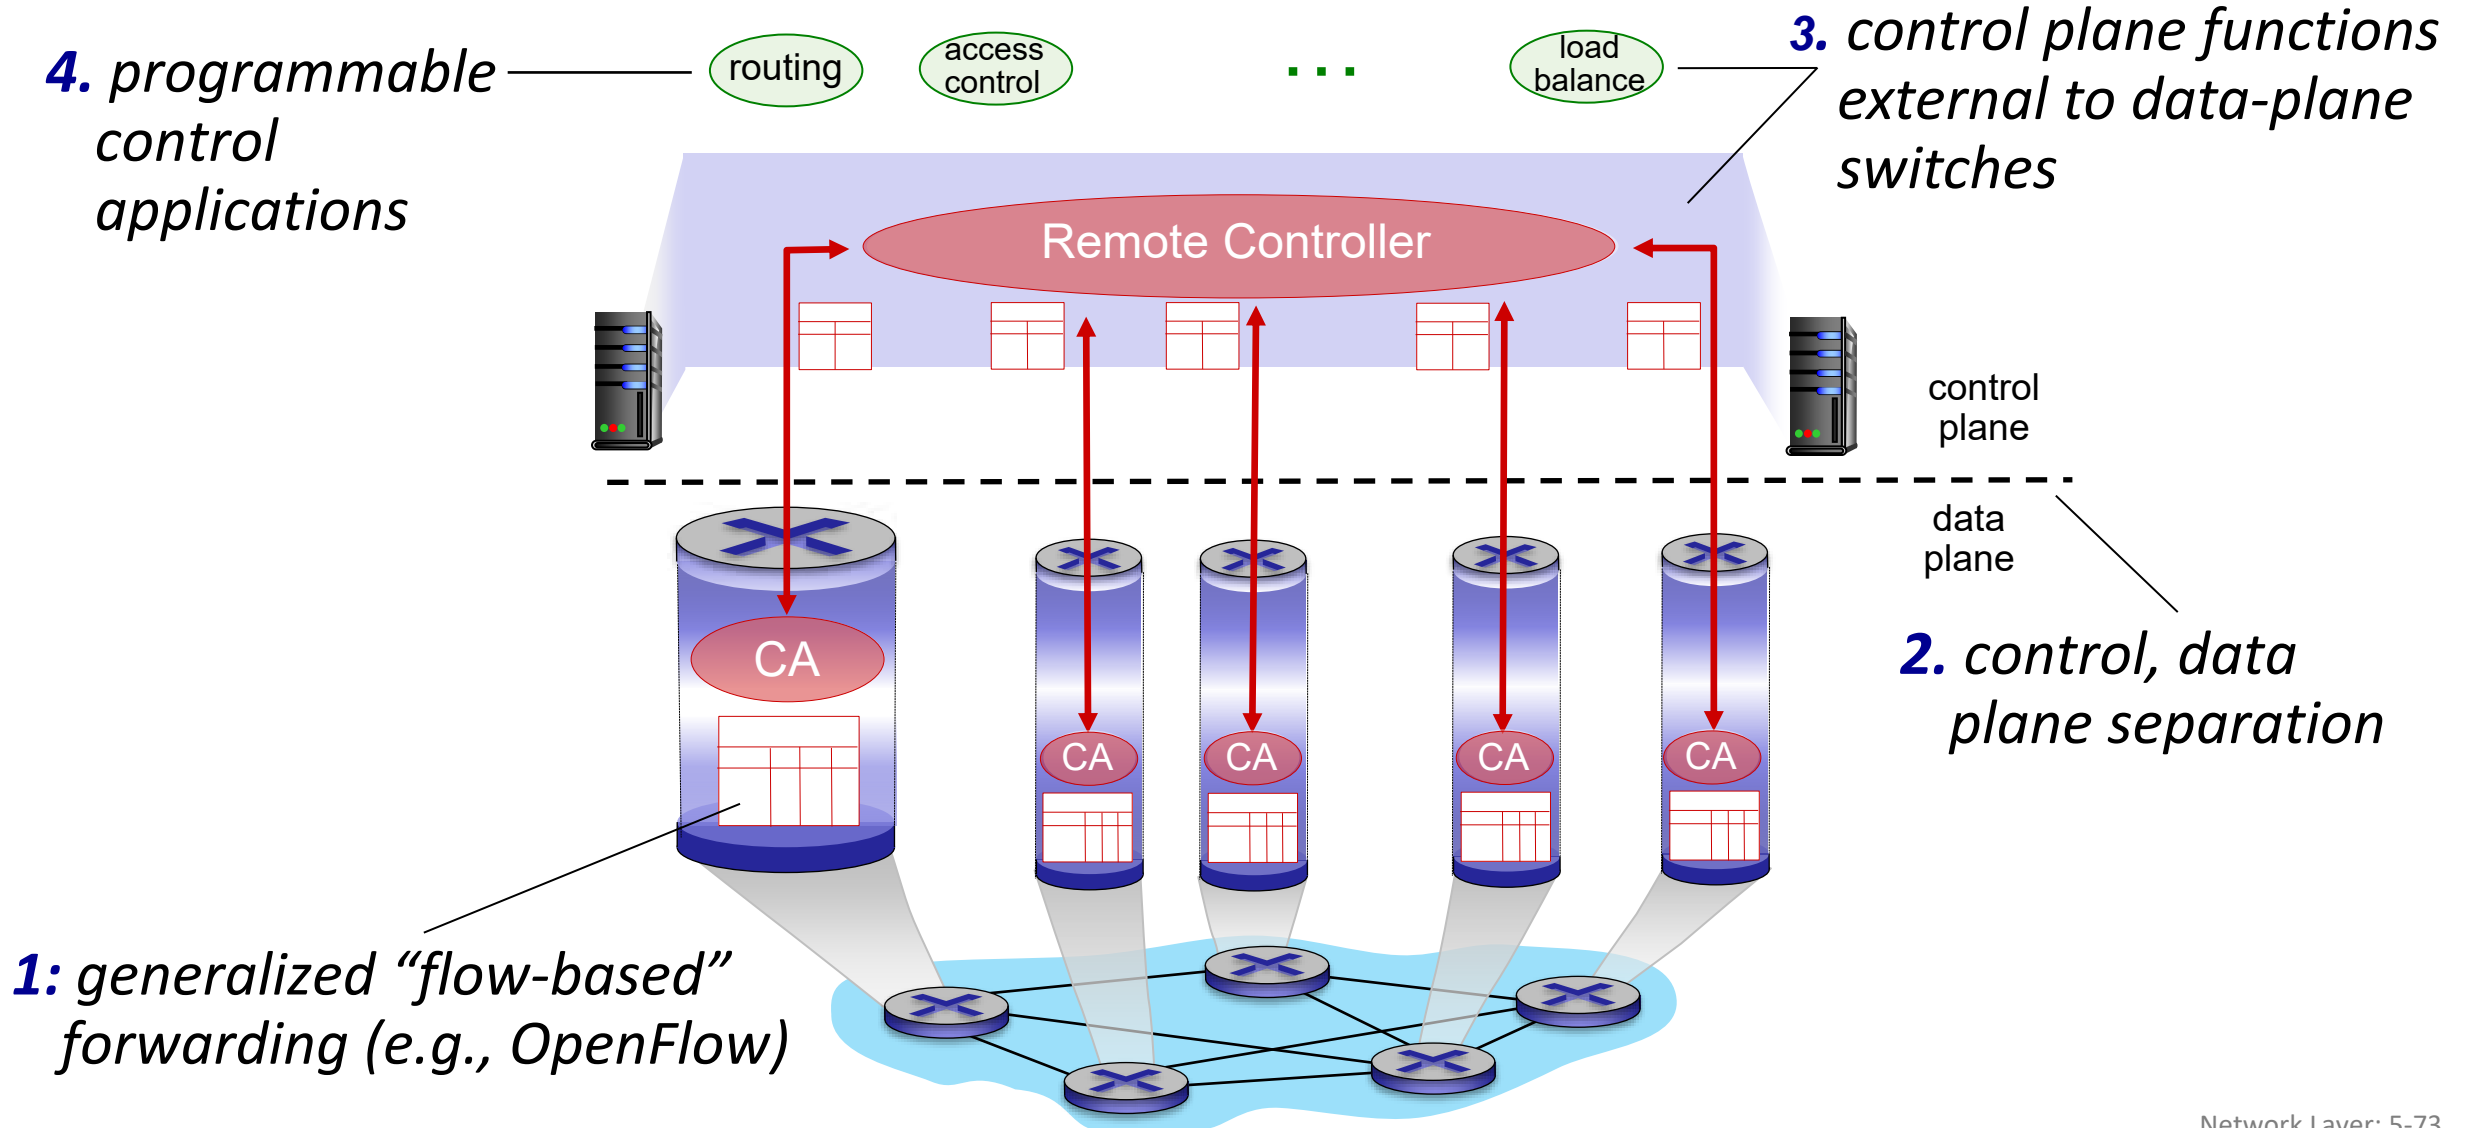 4. programmable
control
applications
routing
access
control
...
load
balance
3. control plane functions
external to data-plane
switches
Remote Controller
control
plane
data
plane
CA
CA
CA
CA
CA
2. control, data
plane separation
1: generalized “flow-based”
forwarding (e.g., OpenFlow)
Network Layer: 5-73